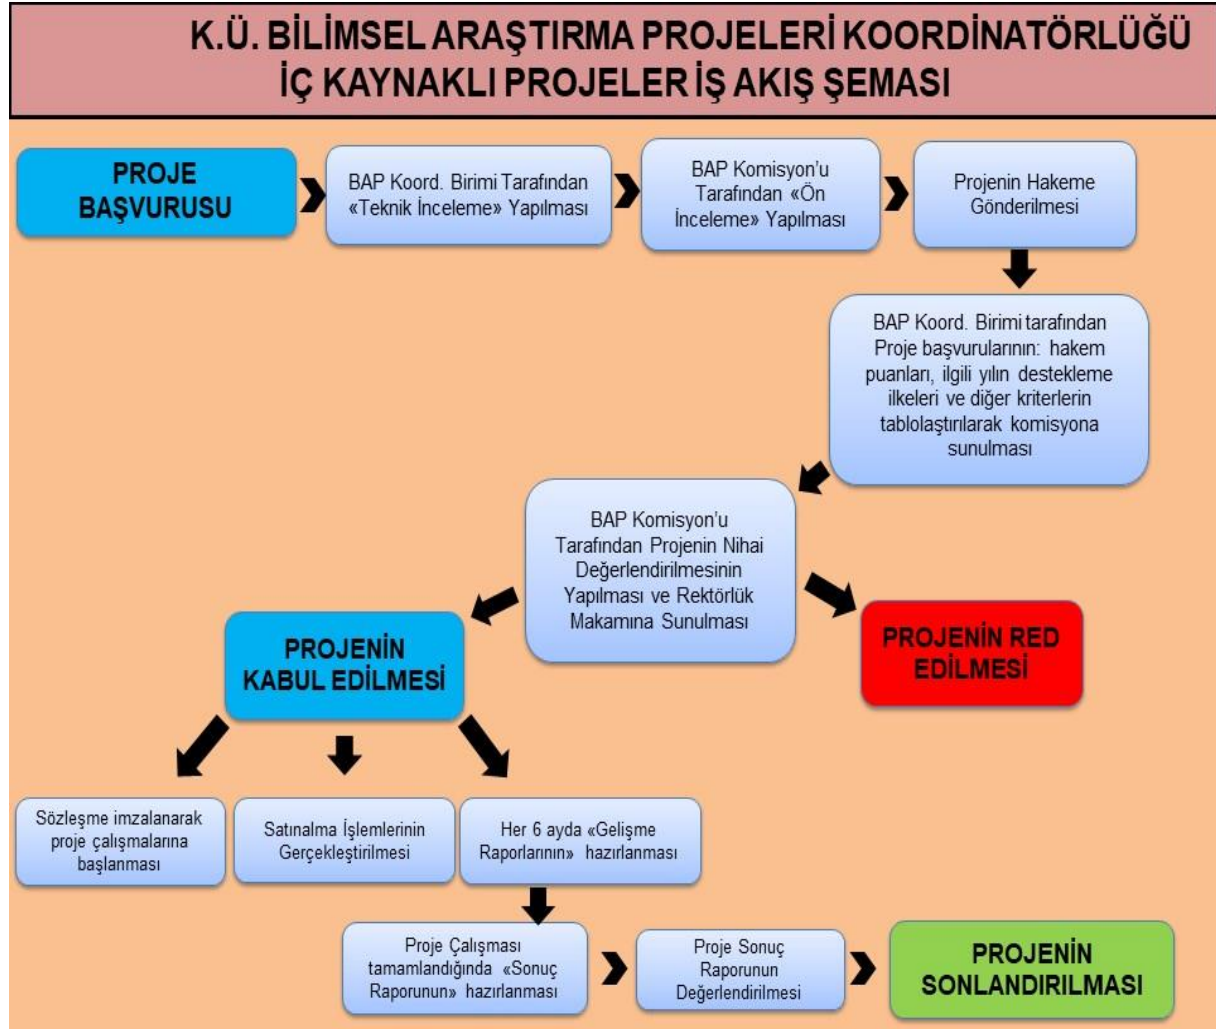 K.Ü. BİLİMSEL ARAŞTIRMA PROJELERİ KOORDİNATÖRLÜĞÜ
İÇ KAYNAKLI PROJELER İŞ AKIŞ ŞEMASI
PROJE
BAŞVURUSU
BAP Koord. Birimi Tarafından
«Teknik İnceleme» Yapılması
BAP Komisyon’u
Tarafından «Ön
İnceleme» Yapılması
Projenin Hakeme
Gönderilmesi
BAP Koord. Birimi tarafından
Proje başvurularının: hakem
puanları, ilgili yılın destekleme
ilkeleri ve diğer kriterlerin
tablolaştırılarak komisyona
sunulması
BAP Komisyon’u
Tarafından Projenin Nihai
Değerlendirilmesinin
Yapılması ve Rektörlük
Makamına Sunulması
PROJENİN
KABUL EDİLMESİ
PROJENİN RED
EDİLMESİ
Sözleşme imzalanarak
proje çalışmalarına
başlanması
Satınalma İşlemlerinin
Gerçekleştirilmesi
Her 6 ayda «Gelişme
Raporlarının» hazırlanması
Proje Çalışması
tamamlandığında «Sonuç
Raporunun» hazırlanması
Proje Sonuç
Raporunun
Değerlendirilmesi
PROJENİN
SONLANDIRILMASI